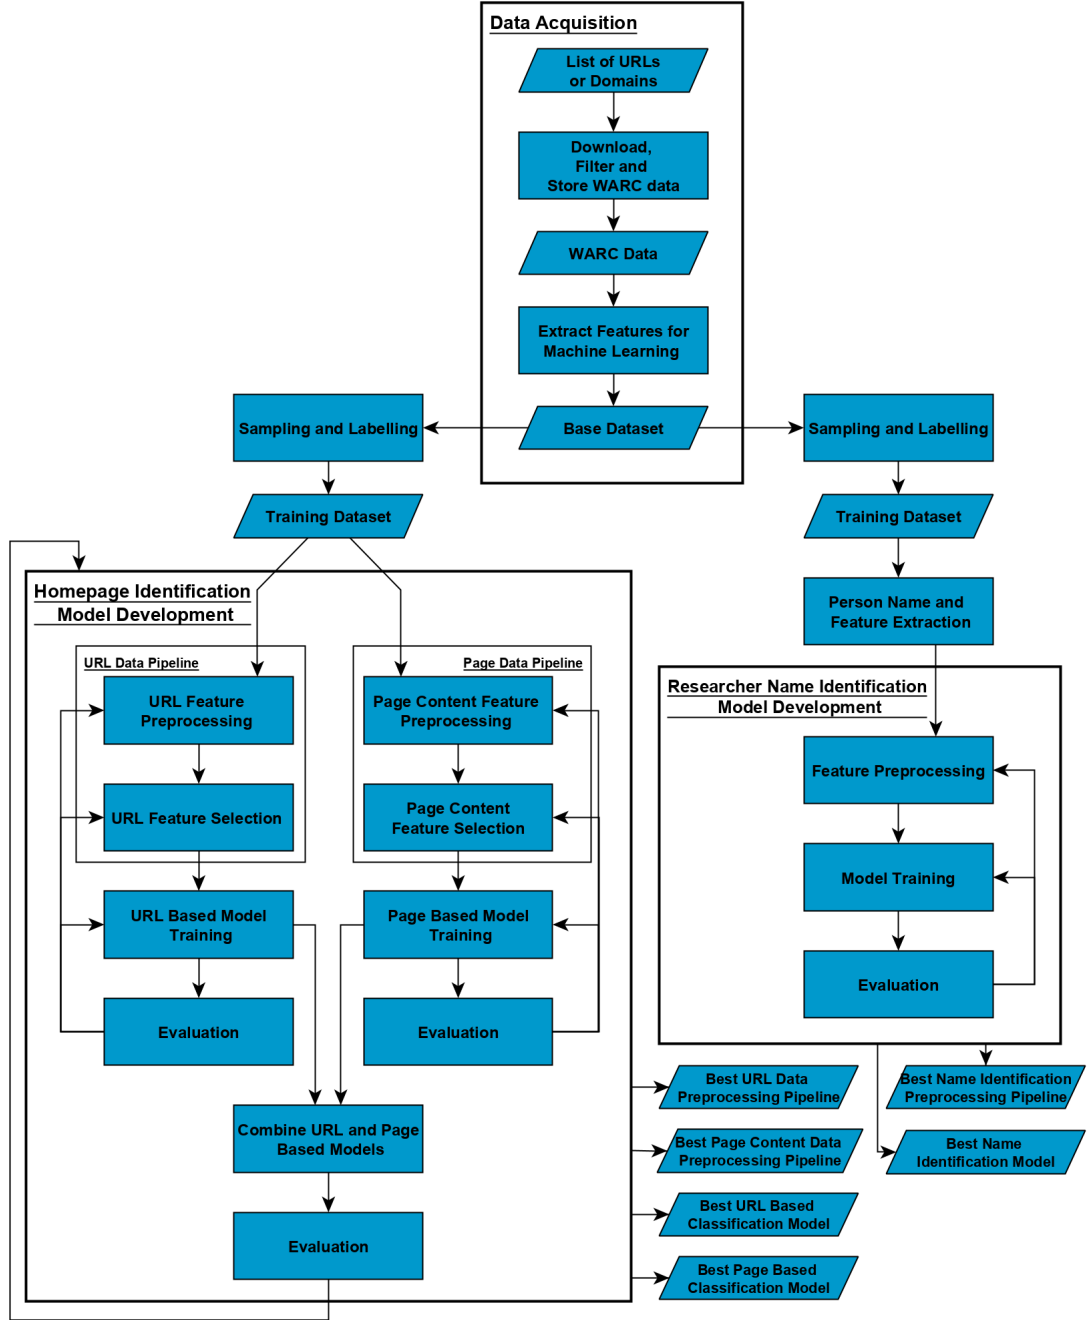 Data Acquisition
List of URLs
or Domains
Download,
Filter and
Store WARC data
WARC Data
Extract Features for
Machine Learning
Base Dataset
Sampling and Labelling
Training Dataset
Sampling and Labelling
Training Dataset
Person Name and
Feature Extraction
Homepage Identification
Model Development
URL Data Pipeline
URL Feature
Preprocessing
URL Feature Selection
URL Based Model
Training
Evaluation
Page Data Pipeline
Page Content Feature
Preprocessing
Page Content
Feature Selection
Page Based Model
Training
Evaluation
Combine URL and Page
Based Models
Evaluation
Researcher Name Identification
Model Development
Feature Preprocessing
Model Training
Evaluation
Best URL Data
Preprocessing Pipeline
Best Page Content Data
Preprocessing Pipeline
Best URL Based
Classification Model
Best Page Based
Classification Model
Best Name Identification
Preprocessing Pipeline
Best Name
Identification Model